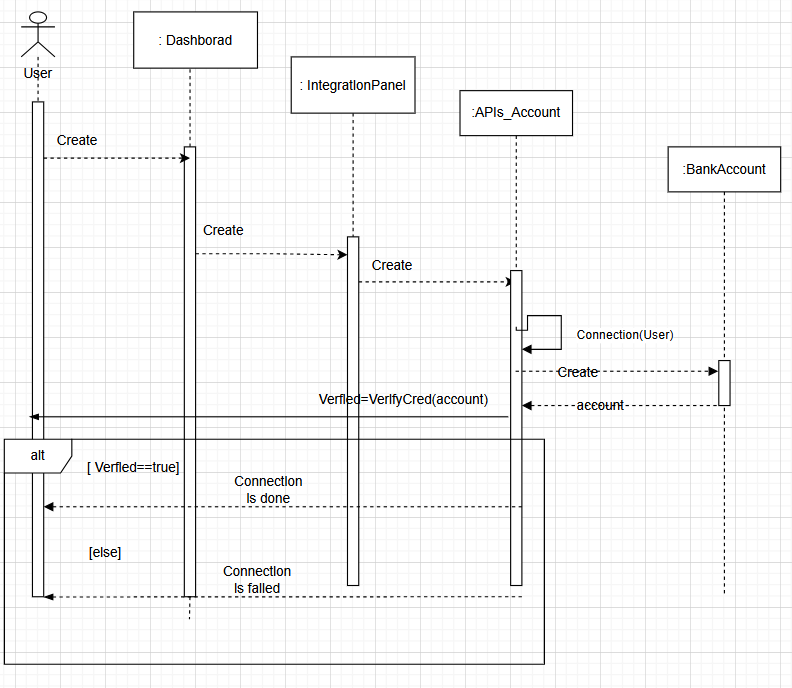 User
: Dashborad
: IntegrationPanel
:APIs_Account
:BankAccount
Create
Create
Create
Connection(User)
Create
account
Verfied=VerifyCred(account)
alt
[ Verfied==true]
Connection
is done
[else]
Connection
is failed